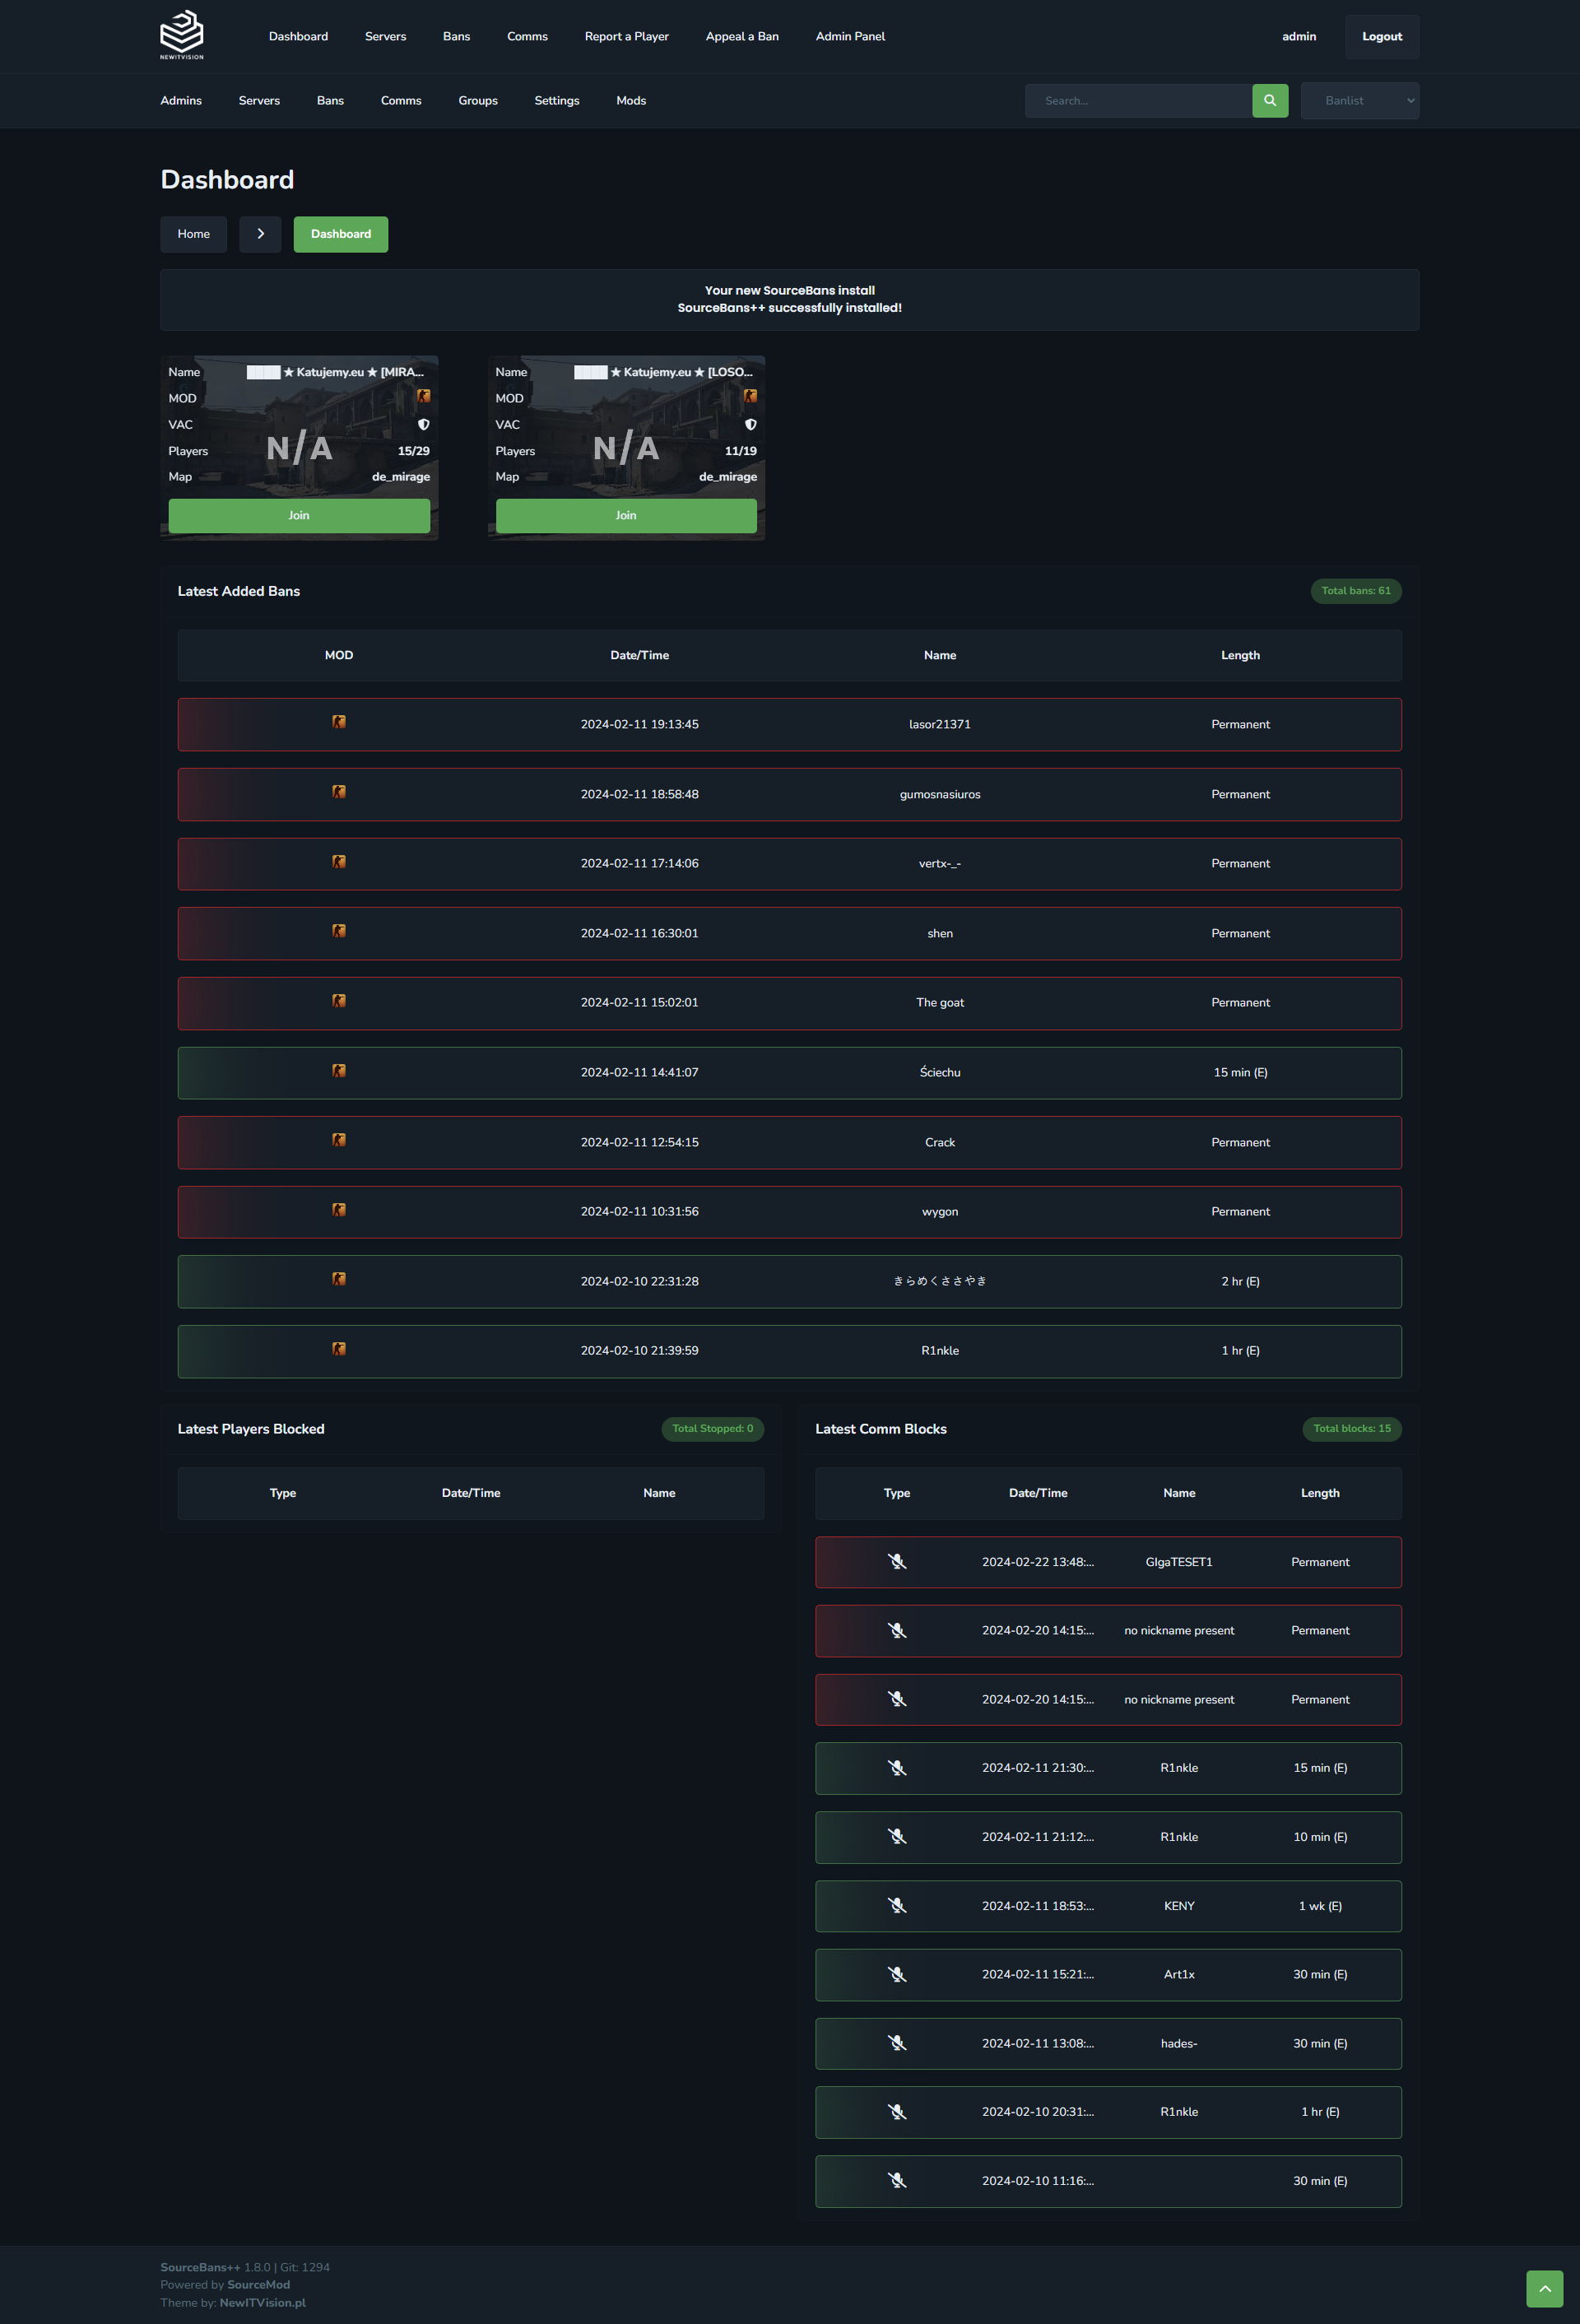 NEWITVISION
Dashboard Servers Bans Comms Report a Player Appeal a Ban Admin Panel admin Logout
Admins Servers Bans Comms Groups Settings Mods Search... Banlist
Dashboard
Home Dashboard
Your new SourceBans install
SourceBans++ successfully installed!
Name ████ ★ Katujemy.eu ★ [MIRA...
MOD
VAC
N/A
Players 15/29
Map de_mirage
Join
Name ████ ★ Katujemy.eu ★ [LOSO...
MOD
VAC
N/A
Players 11/19
Map de_mirage
Join
Latest Added Bans Total bans: 61
MOD Date/Time Name Length
2024-02-11 19:13:45 lasor21371 Permanent
2024-02-11 18:58:48 gumosnasiuros Permanent
2024-02-11 17:14:06 vertx-_- Permanent
2024-02-11 16:30:01 shen Permanent
2024-02-11 15:02:01 The goat Permanent
2024-02-11 14:41:07 Ściechu 15 min (E)
2024-02-11 12:54:15 Crack Permanent
2024-02-11 10:31:56 wygon Permanent
2024-02-10 22:31:28 きらめくささやき 2 hr (E)
2024-02-10 21:39:59 R1nkle 1 hr (E)
Latest Players Blocked Total Stopped: 0
Type Date/Time Name
Latest Comm Blocks Total blocks: 15
Type Date/Time Name Length
2024-02-22 13:48:... GIgaTESET1 Permanent
2024-02-20 14:15:... no nickname present Permanent
2024-02-20 14:15:... no nickname present Permanent
2024-02-11 21:30:... R1nkle 15 min (E)
2024-02-11 21:12:... R1nkle 10 min (E)
2024-02-11 18:53:... KENY 1 wk (E)
2024-02-11 15:21:... Art1x 30 min (E)
2024-02-11 13:08:... hades- 30 min (E)
2024-02-10 20:31:... R1nkle 1 hr (E)
2024-02-10 11:16:... 30 min (E)
SourceBans++ 1.8.0 | Git: 1294
Powered by SourceMod
Theme by: NewITVision.pl